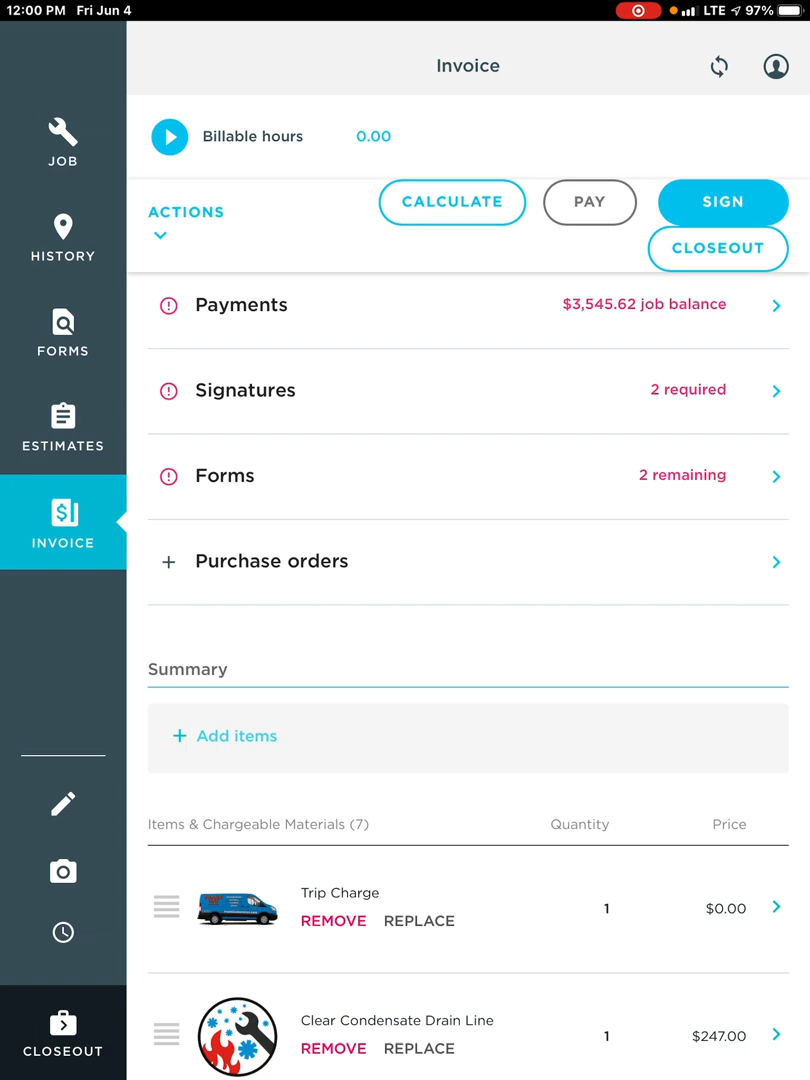 12:00 PM Fri Jun 4
LTE 97%
Invoice
Billable hours 0.00
ACTIONS
CALCULATE PAY SIGN
CLOSEOUT
JOB
HISTORY
FORMS
ESTIMATES
INVOICE
CLOSEOUT
Payments $3,545.62 job balance
Signatures 2 required
Forms 2 remaining
+ Purchase orders
Summary
+ Add items
Items & Chargeable Materials (7) Quantity Price
Trip Charge
REMOVE REPLACE
1 $0.00
Clear Condensate Drain Line
REMOVE REPLACE
1 $247.00